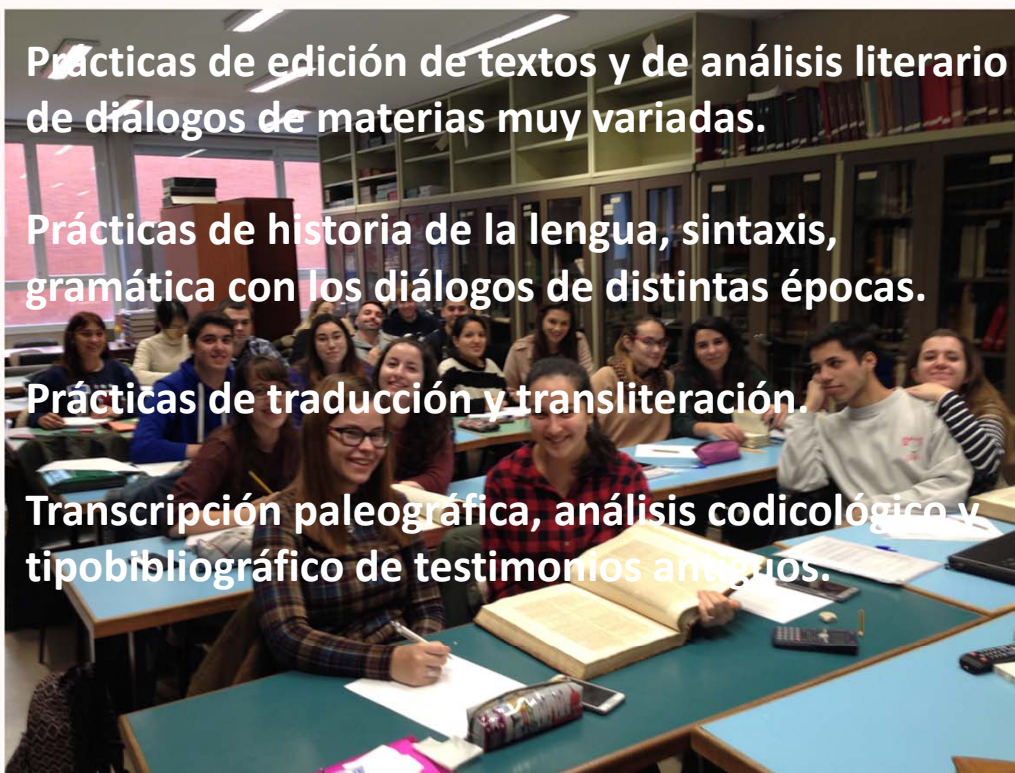 Prácticas de edición de textos y de análisis literario
de diálogos de materias muy variadas.
Prácticas de historia de la lengua, sintaxis,
gramática con los diálogos de distintas épocas.
Prácticas de traducción y transliteración.
Transcripción paleográfica, análisis codicológico y
tipobibliográfico de testimonios antiguos.